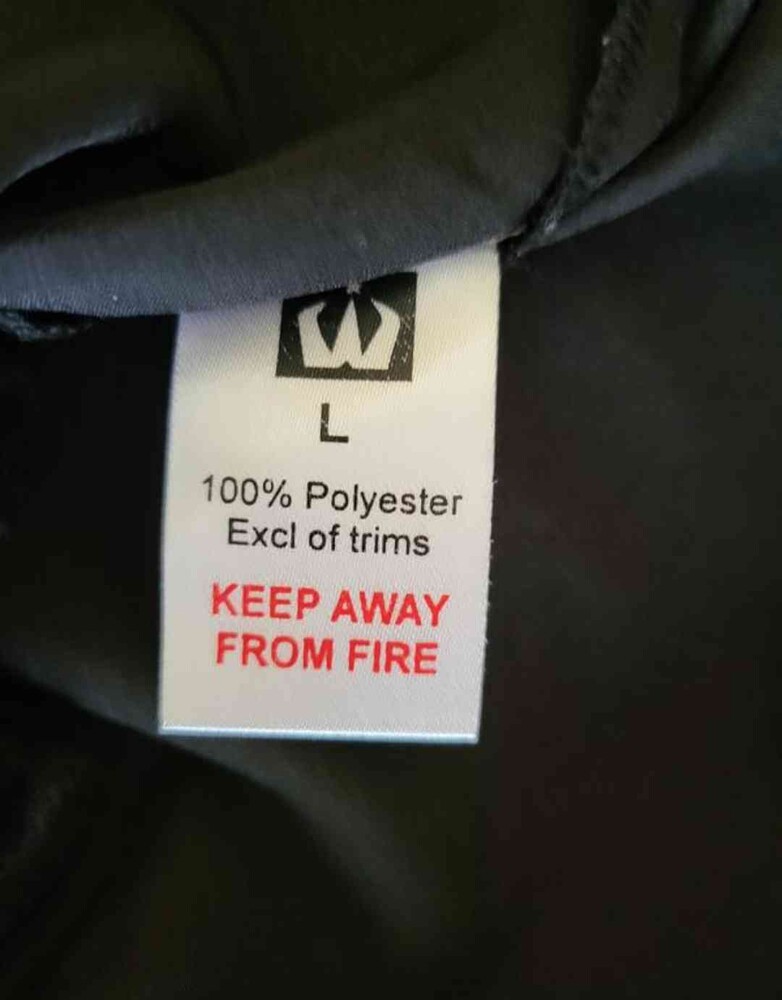 W
L
100% Polyester
Excl of trims
KEEP AWAY
FROM FIRE